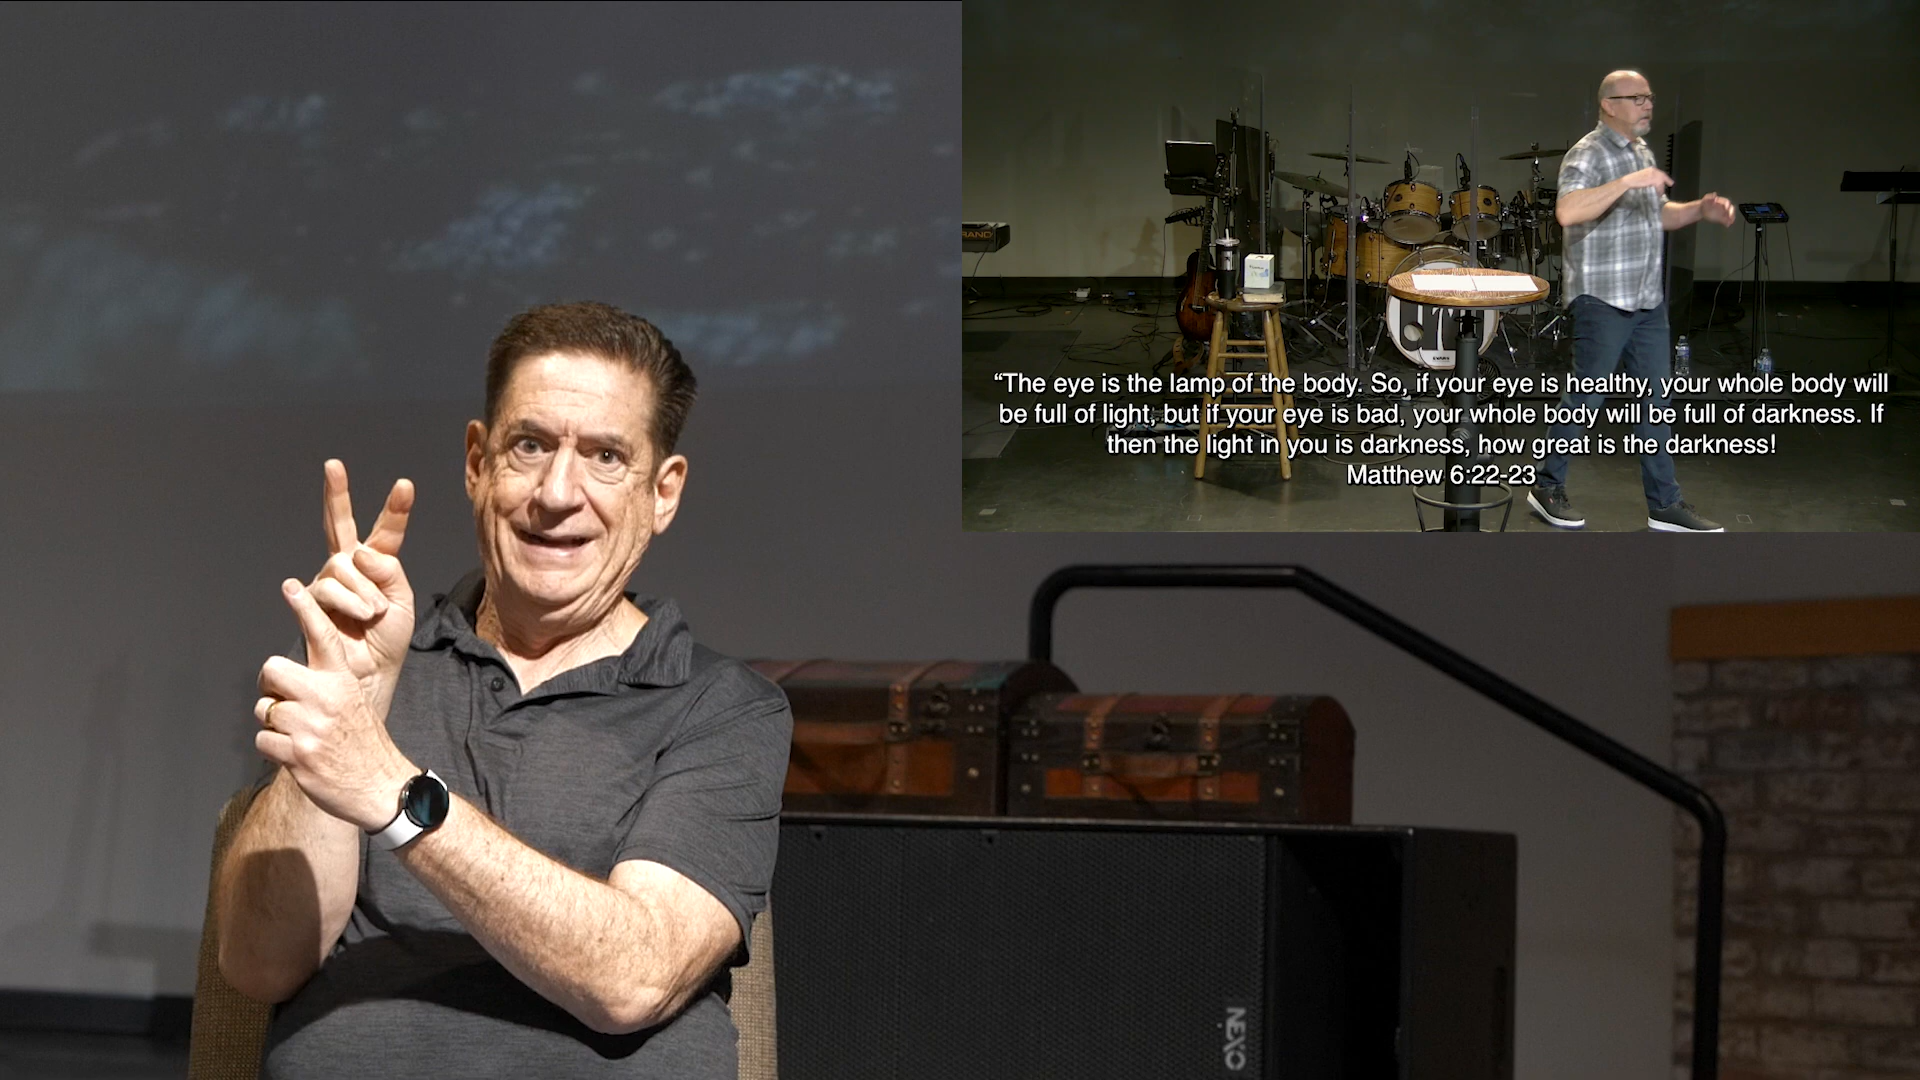 RAND
“The eye is the lamp of the body. So, if your eye is healthy, your whole body will
be full of light, but if your eye is bad, your whole body will be full of darkness. If
then the light in you is darkness, how great is the darkness!
Matthew 6:22-23
NEXO